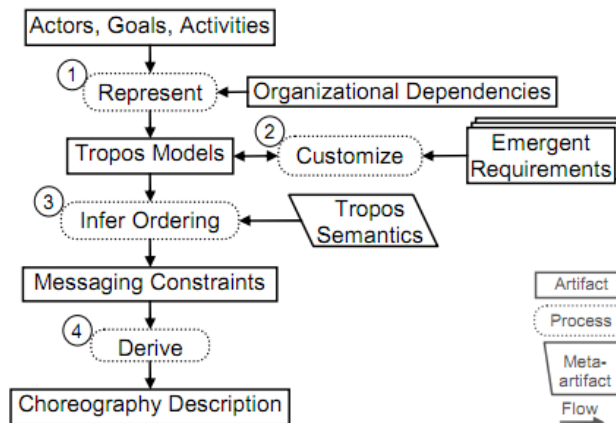 Actors, Goals, Activities
1
Represent
Organizational Dependencies
2
Tropos Models
Customize
Emergent
Requirements
3
Infer Ordering
Tropos
Semantics
Messaging Constraints
4
Derive
Choreography Description
Artifact
Process
Meta-
artifact
Flow